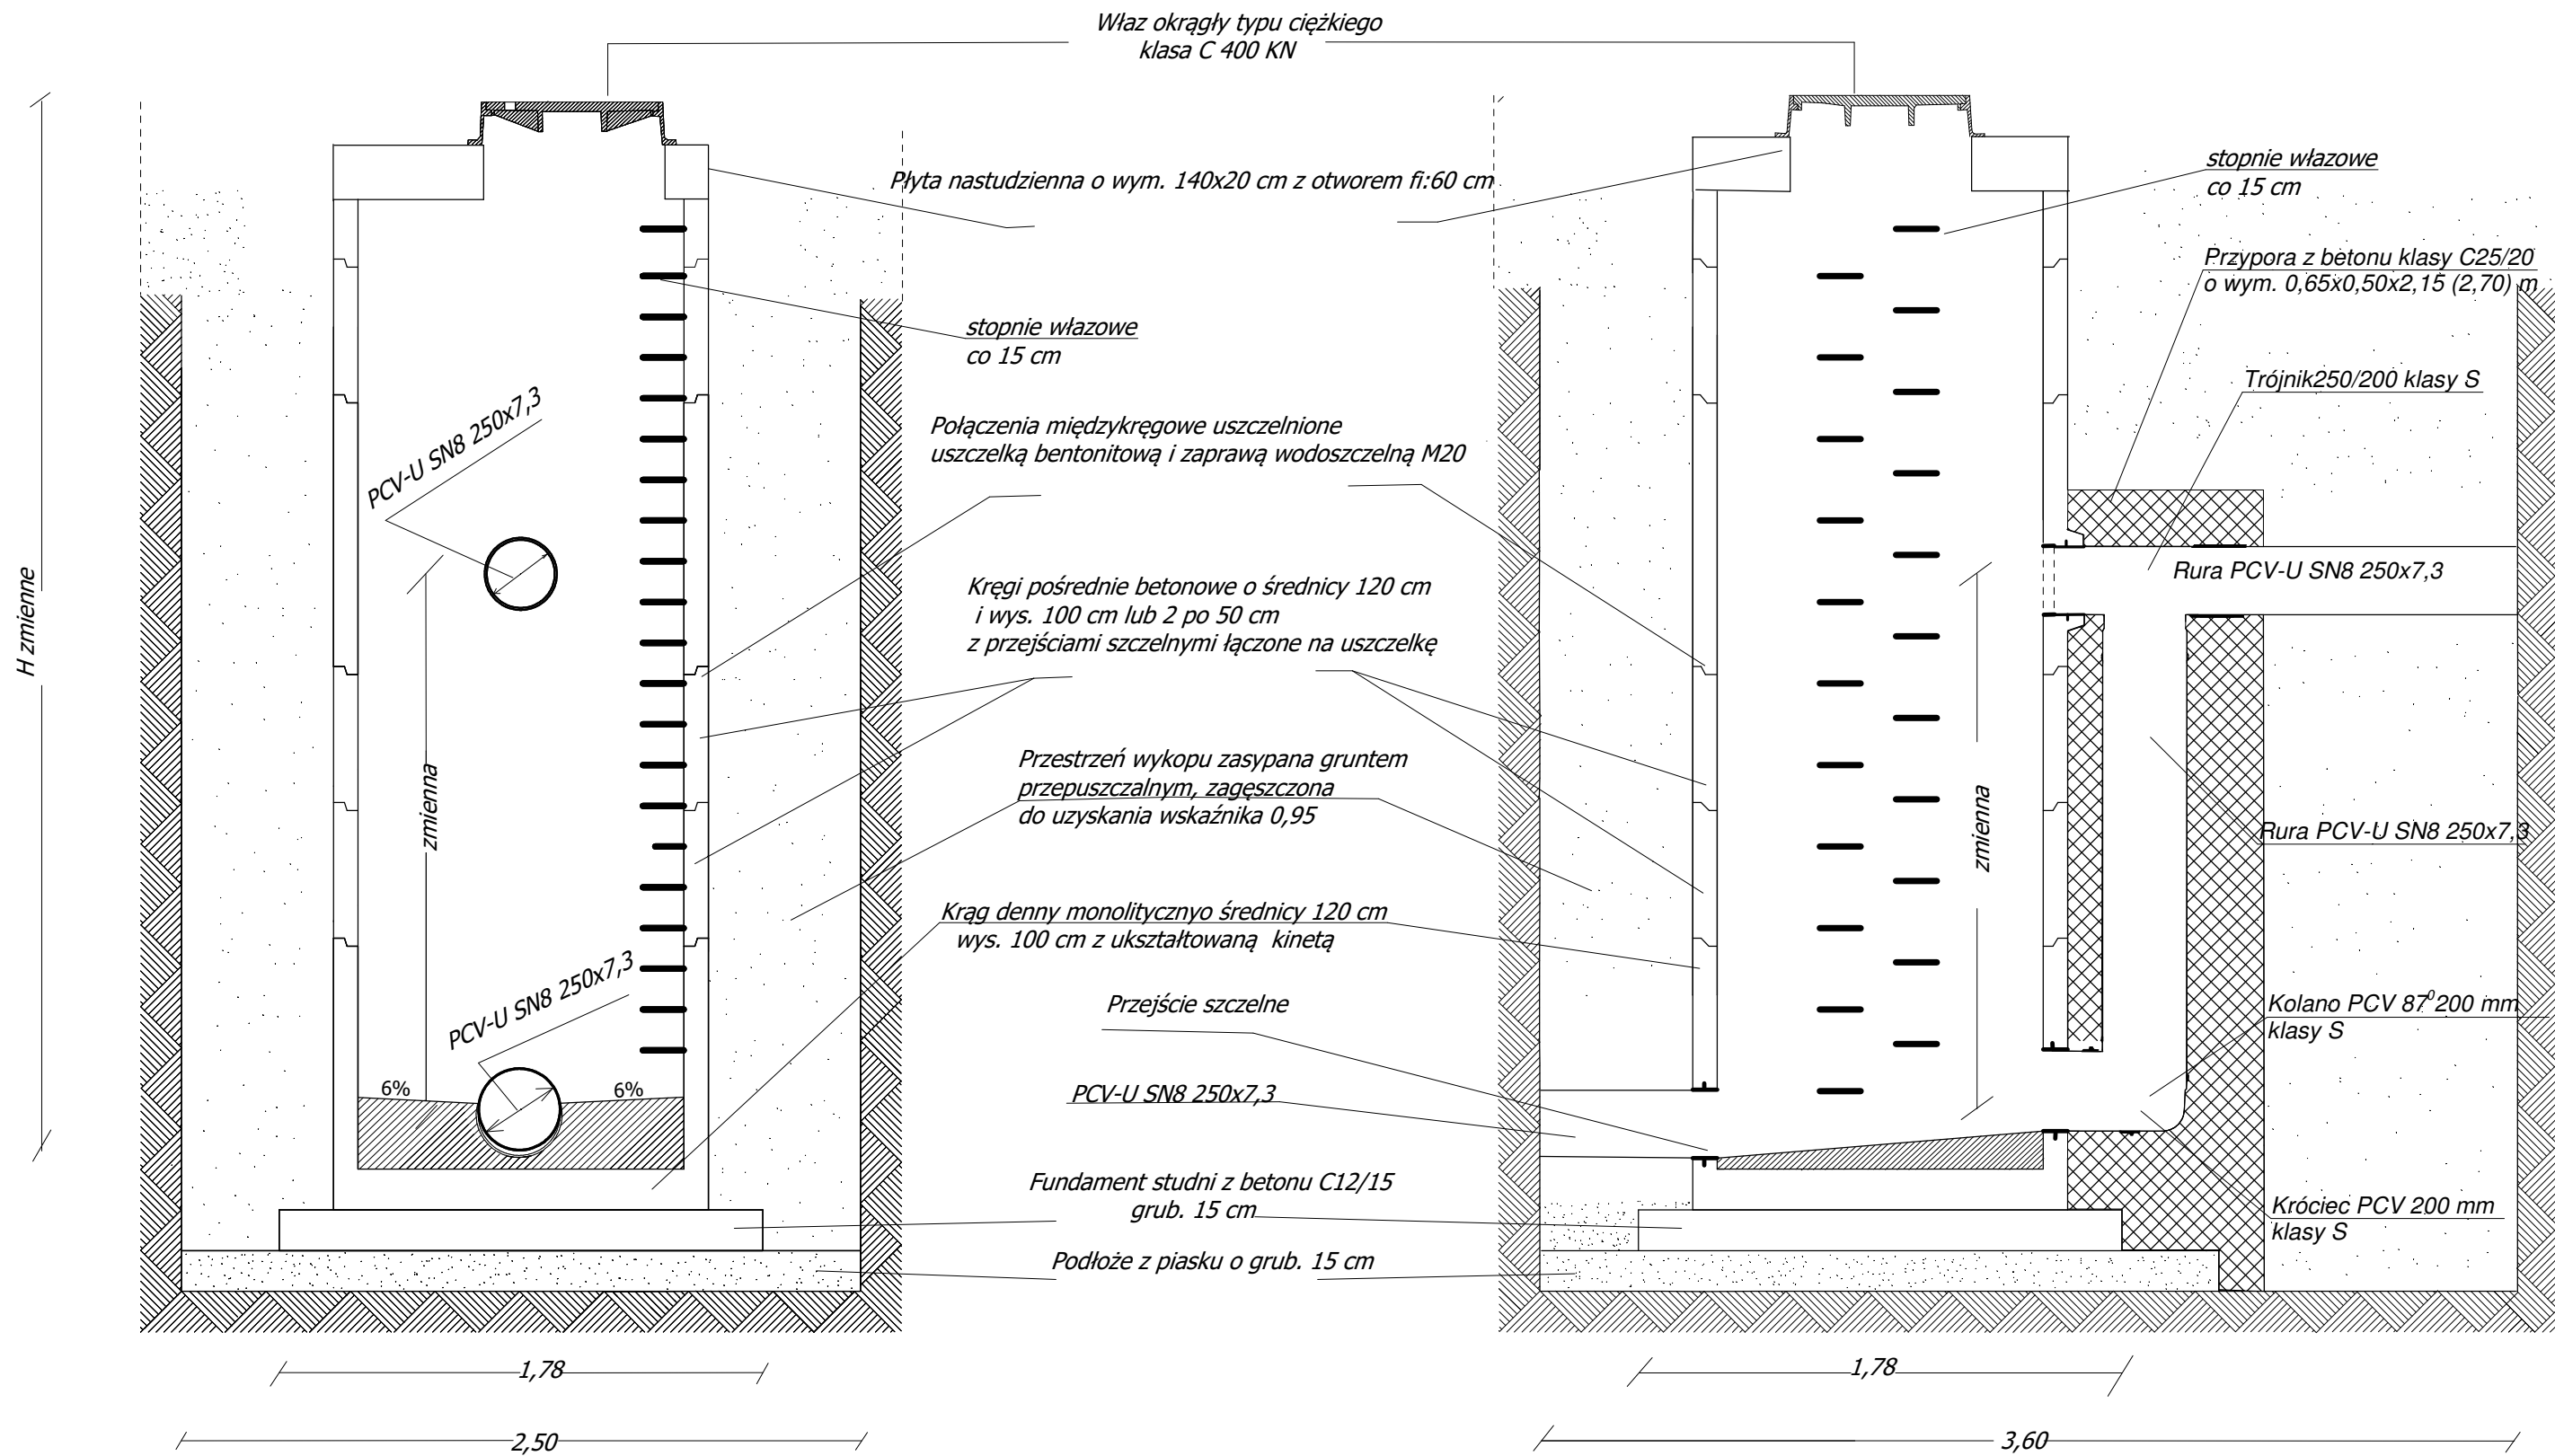 Właz okrągły typu ciężkiego
klasa C 400 KN
Płyta nastudzienna o wym. 140x20 cm z otworem fi:60 cm
stopnie włazowe
co 15 cm
Przypora z betonu klasy C25/20
o wym. 0,65x0,50x2,15 (2,70) m
stopnie włazowe
co 15 cm
Trójnik250/200 klasy S
PCV-U SN8 250x7,3
Połączenia międzykręgowe uszczelnione
uszczelką bentonitową i zaprawą wodoszczelną M20
H zmienne
Kręgi pośrednie betonowe o średnicy 120 cm
i wys. 100 cm lub 2 po 50 cm
z przejściami szczelnymi łączone na uszczelkę
Rura PCV-U SN8 250x7,3
zmienna
Przestrzeń wykopu zasypana gruntem
przepuszczalnym, zagęszczona
do uzyskania wskaźnika 0,95
zmienna
Rura PCV-U SN8 250x7,3
Krąg denny monolitycznyo średnicy 120 cm
wys. 100 cm z ukształtowaną kinetą
PCV-U SN8 250x7,3
Przejście szczelne
Kolano PCV 87⁰200 mm
klasy S
6%
6%
PCV-U SN8 250x7,3
Fundament studni z betonu C12/15
grub. 15 cm
Króciec PCV 200 mm
klasy S
Podłoże z piasku o grub. 15 cm
1,78
1,78
2,50
3,60